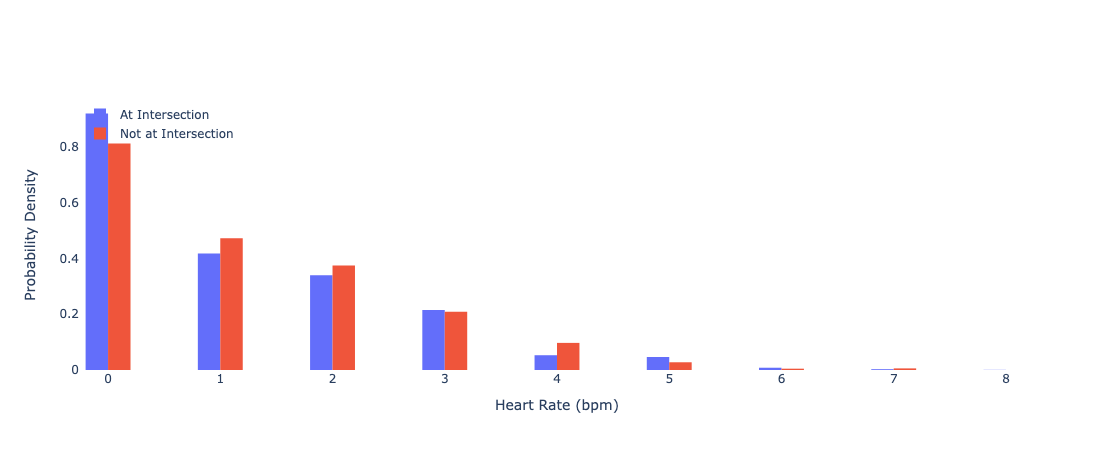 At Intersection
Not at Intersection
Probability Density
0.8
0.6
0.4
0.2
0
0 1 2 3 4 5 6 7 8
Heart Rate (bpm)